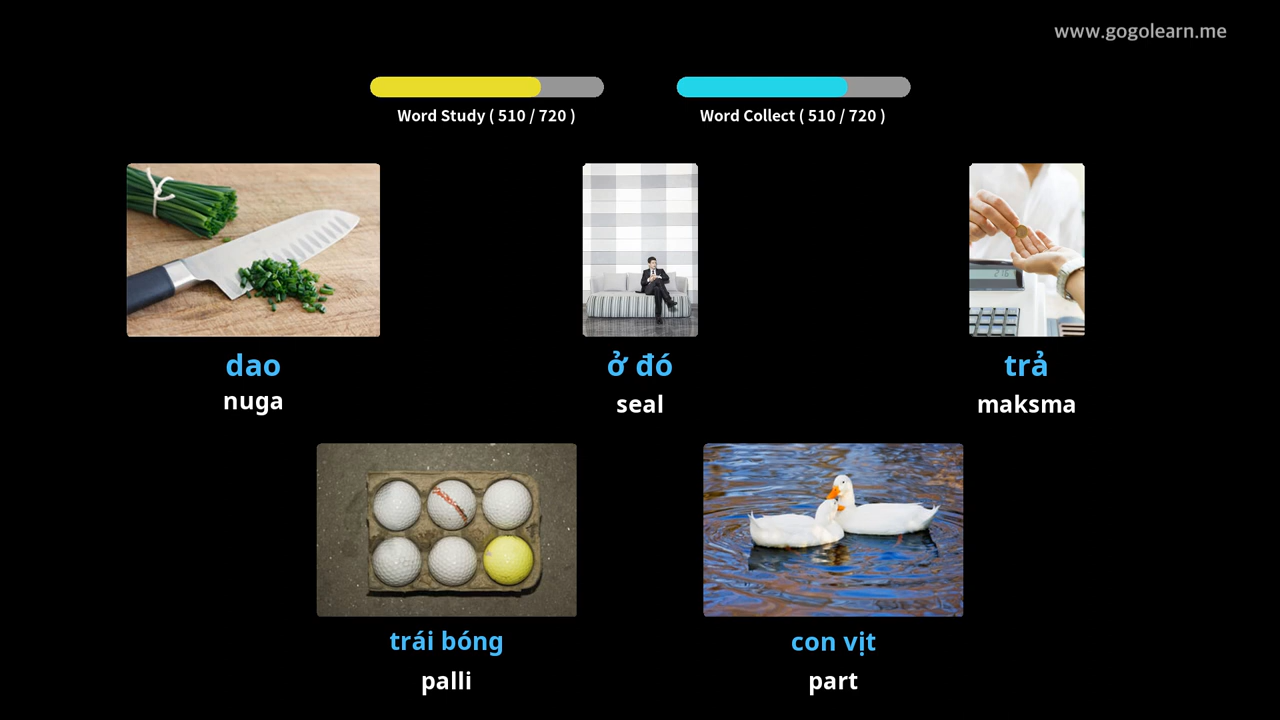 www.gogolearn.me
Word Study ( 510 / 720 )
Word Collect ( 510 / 720 )
dao
nuga
ở đó
seal
trả
maksma
trái bóng
palli
con vịt
part